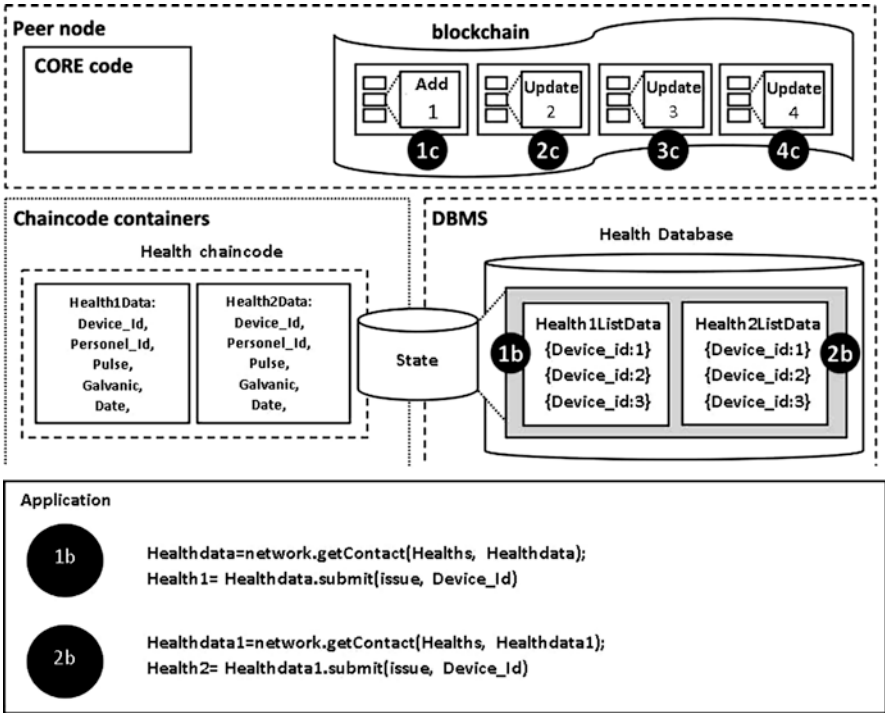 Peer node
CORE code
blockchain
Add
1
Update
2
Update
3
Update
4
1c
2c
3c
4c
Chaincode containers
Health chaincode
Health1Data:
Device_Id,
Personel_Id,
Pulse,
Galvanic,
Date,
Health2Data:
Device_Id,
Personel_Id,
Pulse,
Galvanic,
Date,
State
DBMS
Health Database
1b
Health1ListData
{Device_id:1}
{Device_id:2}
{Device_id:3}
Health2ListData
{Device_id:1}
{Device_id:2}
{Device_id:3}
2b
Application
1b
Healthdata=network.getContact(Healths, Healthdata);
Health1= Healthdata.submit(issue, Device_Id)
2b
Healthdata1=network.getContact(Healths, Healthdata1);
Health2= Healthdata1.submit(issue, Device_Id)